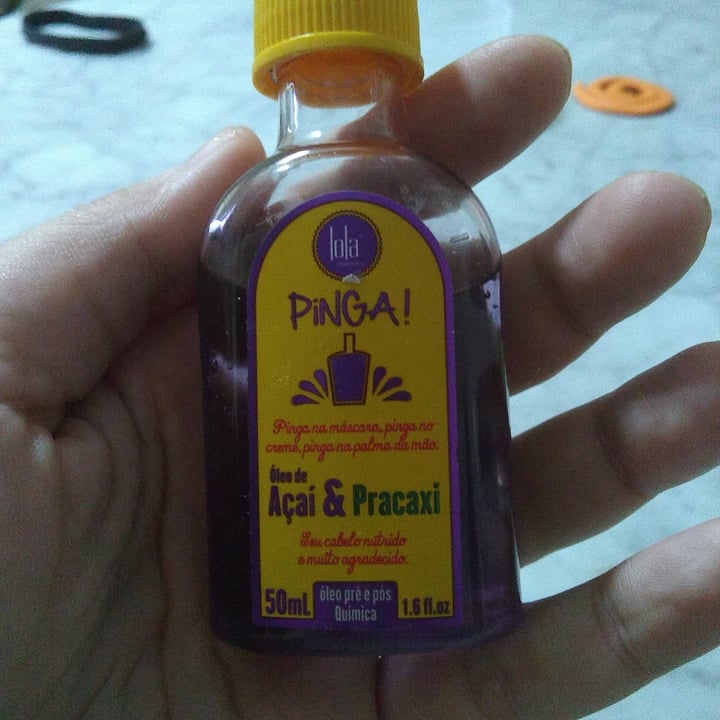 lola
PiNGA!
Pinga na máscara, pinga no
creme, pinga na palma da mão.
Óleo de
Açaí & Pracaxi
Seu cabelo nutrido
e muito agradecido.
50mL
óleo pré e pós
Química
1.6 fl.oz